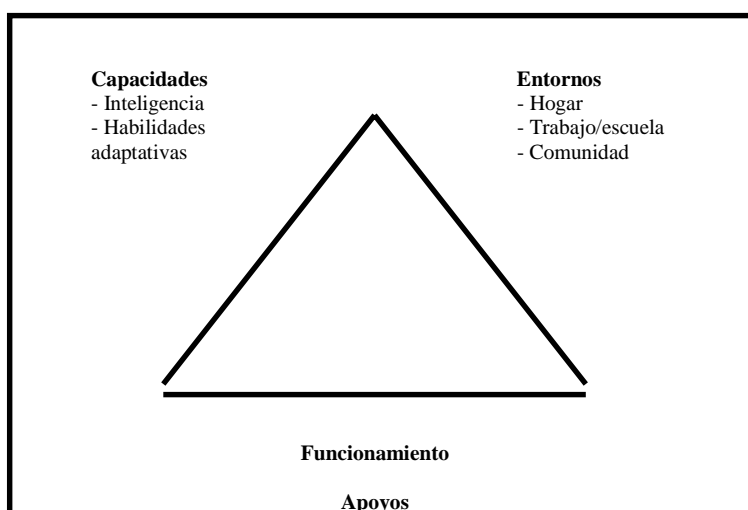 Capacidades
- Inteligencia
- Habilidades
adaptativas
Entornos
- Hogar
- Trabajo/escuela
- Comunidad
Funcionamiento
Apoyos